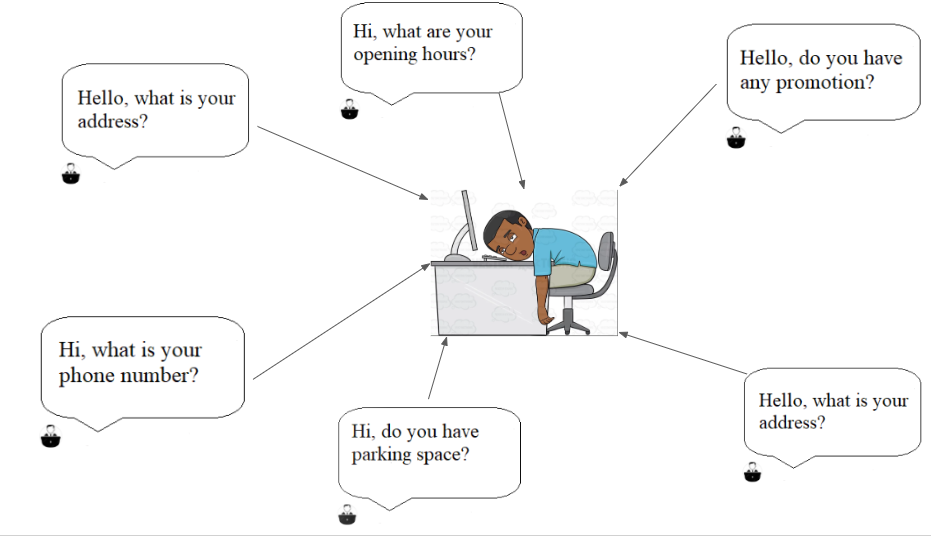 Hi, what are your
opening hours?
Hello, do you have
any promotion?
Hello, what is your
address?
Hi, what is your
phone number?
Hello, what is your
address?
Hi, do you have
parking space?